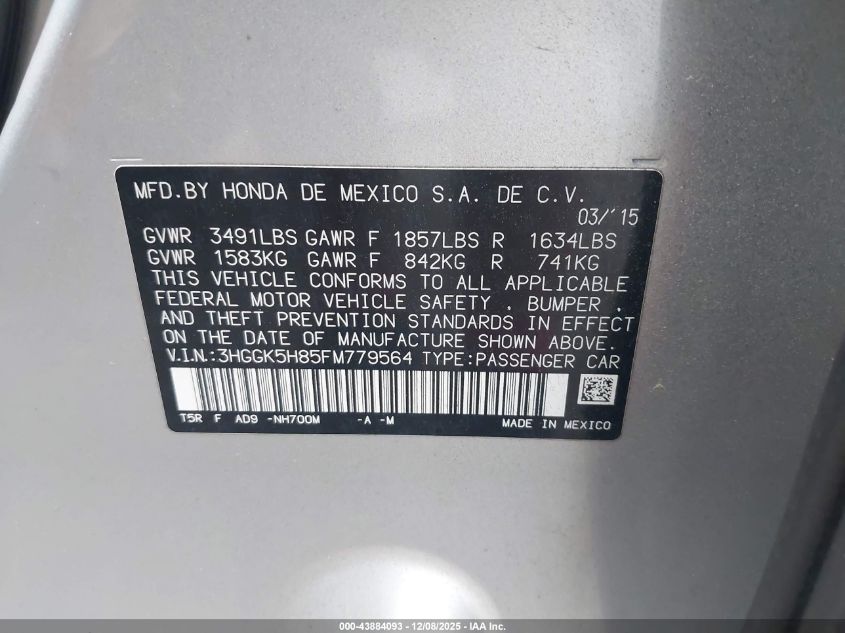 MFD.BY HONDA DE MEXICO S.A. DE C.V.
03/'15
GVWR 3491LBS GAWR F 1857LBS R 1634LBS
GVWR 1583KG GAWR F 842KG R 741KG
THIS VEHICLE CONFORMS TO ALL APPLICABLE
FEDERAL MOTOR VEHICLE SAFETY , BUMPER ,
AND THEFT PREVENTION STANDARDS IN EFFECT
ON THE DATE OF MANUFACTURE SHOWN ABOVE.
V.I.N.:3HGGK5H85FM779564 TYPE:PASSENGER CAR
T5R F AD9 -NH700M -A -M
MADE IN MEXICO
000-43884093 | 12/08/2025 | © IAA Holdings, LLC